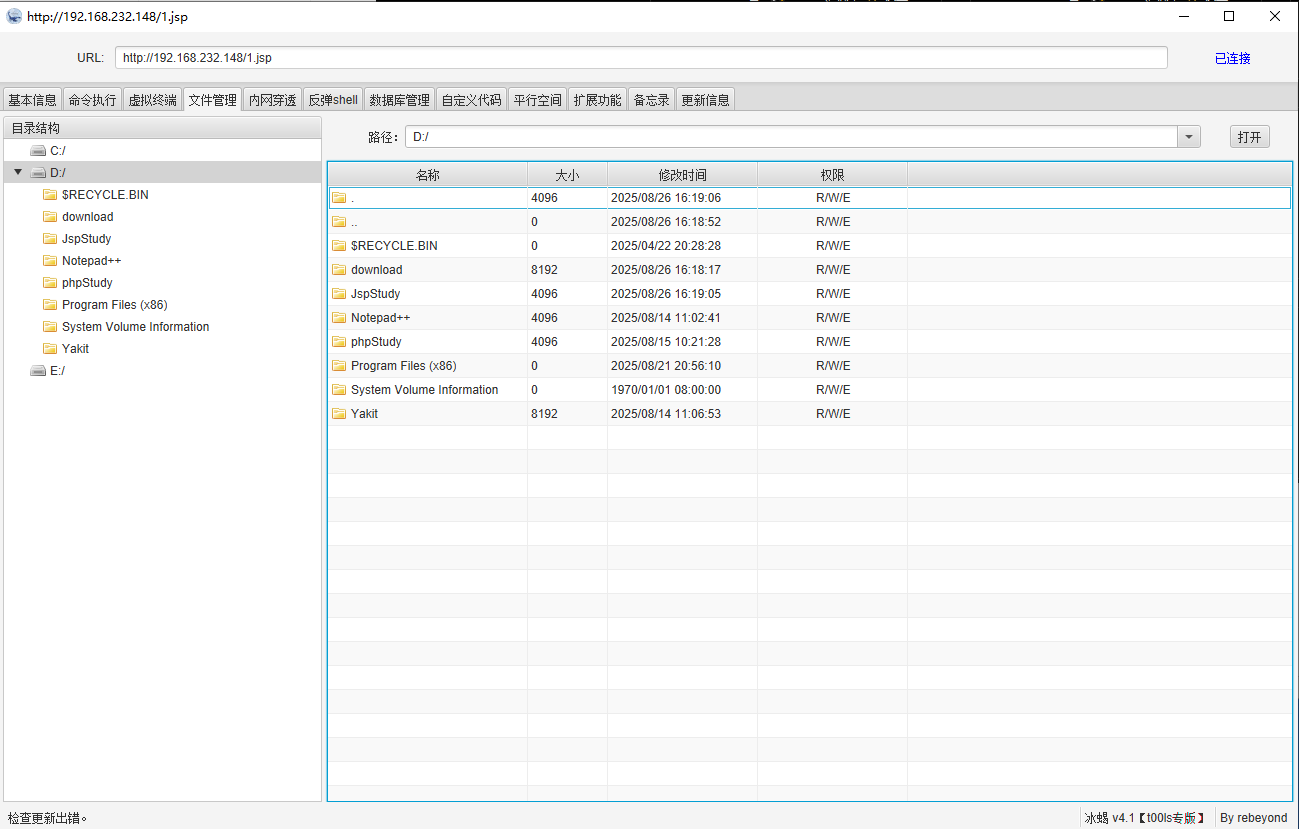 http://192.168.232.148/1.jsp
URL: http://192.168.232.148/1.jsp 已连接
基本信息 命令执行 虚拟终端 文件管理 内网穿透 反弹shell 数据库管理 自定义代码 平行空间 扩展功能 备忘录 更新信息
目录结构
C:/
D:/
$RECYCLE.BIN
download
JspStudy
Notepad++
phpStudy
Program Files (x86)
System Volume Information
Yakit
E:/
路径: D:/ 打开
名称 大小 修改时间 权限
. 4096 2025/08/26 16:19:06 R/W/E
.. 0 2025/08/26 16:18:52 R/W/E
$RECYCLE.BIN 0 2025/04/22 20:28:28 R/W/E
download 8192 2025/08/26 16:18:17 R/W/E
JspStudy 4096 2025/08/26 16:19:05 R/W/E
Notepad++ 4096 2025/08/14 11:02:41 R/W/E
phpStudy 4096 2025/08/15 10:21:28 R/W/E
Program Files (x86) 0 2025/08/21 20:56:10 R/W/E
System Volume Information 0 1970/01/01 08:00:00 R/W/E
Yakit 8192 2025/08/14 11:06:53 R/W/E
检查更新出错。 冰蝎 v4.1【t00ls专版】 By rebeyond